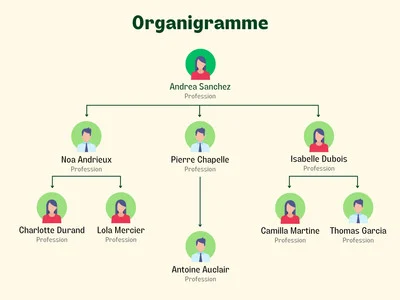 Organigramme
Andrea Sanchez
Profession
Noa Andrieux
Profession
Pierre Chapelle
Profession
Isabelle Dubois
Profession
Charlotte Durand
Profession
Lola Mercier
Profession
Camilla Martine
Profession
Thomas Garcia
Profession
Antoine Auclair
Profession